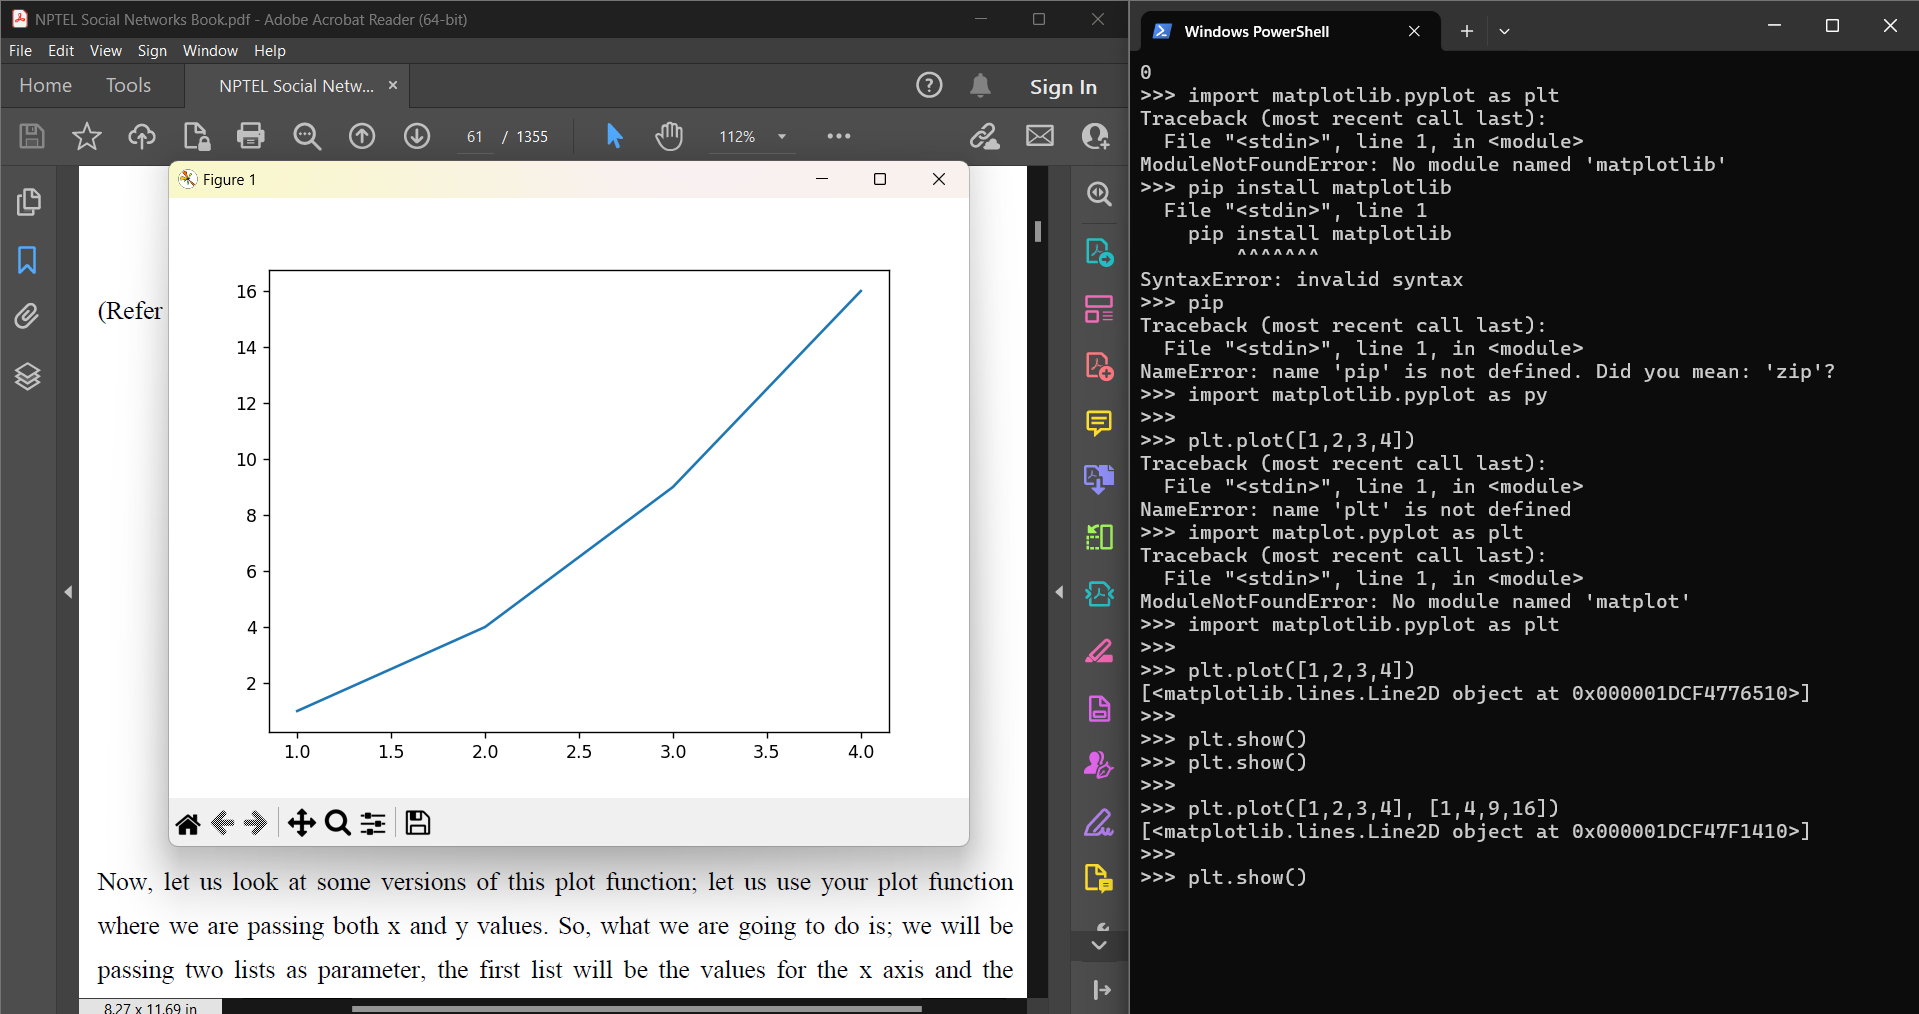 NPTEL Social Networks Book.pdf - Adobe Acrobat Reader (64-bit)
File Edit View Sign Window Help
Home Tools NPTEL Social Netw... × Sign In
61 / 1355 112%
Figure 1
(Refer
16
14
12
10
8
6
4
2
1.0 1.5 2.0 2.5 3.0 3.5 4.0
Now, let us look at some versions of this plot function; let us use your plot function
where we are passing both x and y values. So, what we are going to do is; we will be
passing two lists as parameter, the first list will be the values for the x axis and the
8.27 x 11.69 in
Windows PowerShell
0
>>> import matplotlib.pyplot as plt
Traceback (most recent call last):
  File "<stdin>", line 1, in <module>
ModuleNotFoundError: No module named 'matplotlib'
>>> pip install matplotlib
  File "<stdin>", line 1
    pip install matplotlib
        ^^^^^^^
SyntaxError: invalid syntax
>>> pip
Traceback (most recent call last):
  File "<stdin>", line 1, in <module>
NameError: name 'pip' is not defined. Did you mean: 'zip'?
>>> import matplotlib.pyplot as py
>>>
>>> plt.plot([1,2,3,4])
Traceback (most recent call last):
  File "<stdin>", line 1, in <module>
NameError: name 'plt' is not defined
>>> import matplot.pyplot as plt
Traceback (most recent call last):
  File "<stdin>", line 1, in <module>
ModuleNotFoundError: No module named 'matplot'
>>> import matplotlib.pyplot as plt
>>>
>>> plt.plot([1,2,3,4])
[<matplotlib.lines.Line2D object at 0x000001DCF4776510>]
>>>
>>> plt.show()
>>> plt.show()
>>>
>>> plt.plot([1,2,3,4], [1,4,9,16])
[<matplotlib.lines.Line2D object at 0x000001DCF47F1410>]
>>>
>>> plt.show()